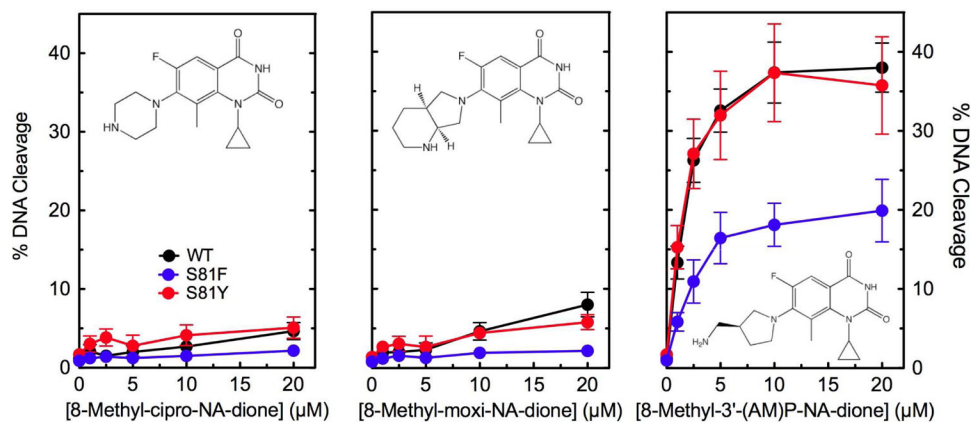 % DNA Cleavage
40
30
20
10
0
F
O
NH
N
N
O
HN
WT
S81F
S81Y
0 5 10 15 20
[8-Methyl-cipro-NA-dione] (µM)
F
O
H
NH
N
N
O
N
H
H
0 5 10 15 20
[8-Methyl-moxi-NA-dione] (µM)
40
30
20
10
0
% DNA Cleavage
F
O
NH
N
N
O
H₂N
0 5 10 15 20
[8-Methyl-3'-(AM)P-NA-dione] (µM)